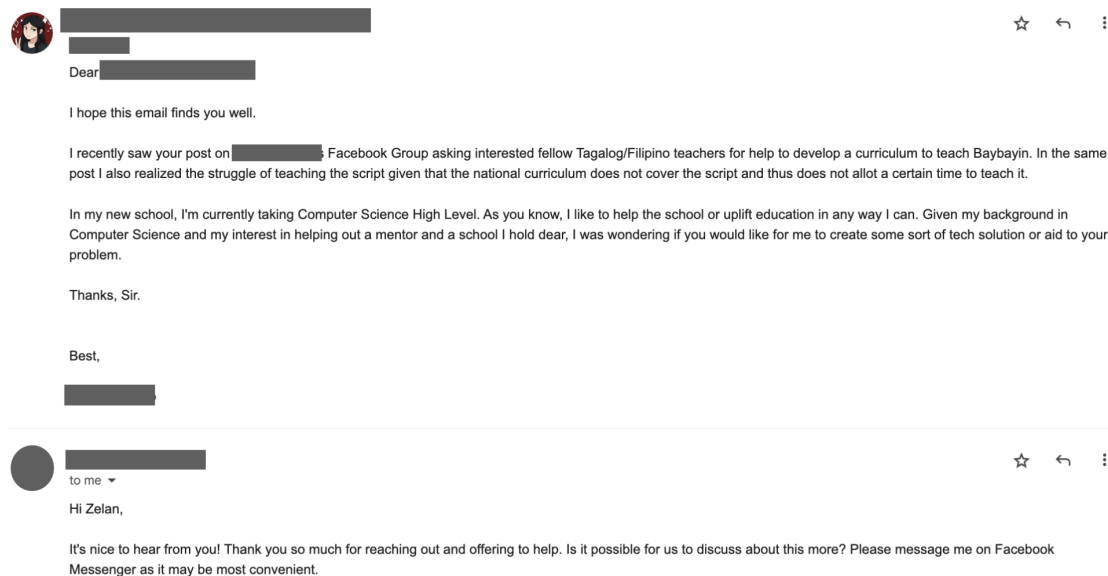 Dear
I hope this email finds you well.
I recently saw your post on s Facebook Group asking interested fellow Tagalog/Filipino teachers for help to develop a curriculum to teach Baybayin. In the same
post I also realized the struggle of teaching the script given that the national curriculum does not cover the script and thus does not allot a certain time to teach it.
In my new school, I'm currently taking Computer Science High Level. As you know, I like to help the school or uplift education in any way I can. Given my background in
Computer Science and my interest in helping out a mentor and a school I hold dear, I was wondering if you would like for me to create some sort of tech solution or aid to your
problem.
Thanks, Sir.
Best,
to me
Hi Zelan,
It's nice to hear from you! Thank you so much for reaching out and offering to help. Is it possible for us to discuss about this more? Please message me on Facebook
Messenger as it may be most convenient.